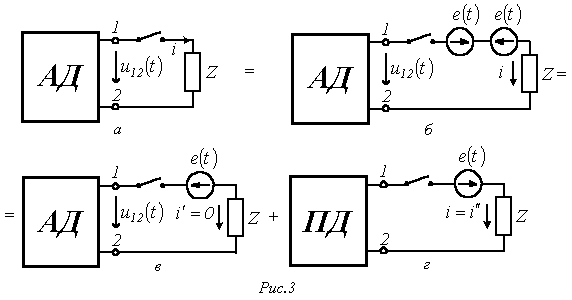 1
АД
u12(t)
i
Z
2
а
=
e(t) e(t)
1
АД
u12(t)
i
Z=
2
б
=
e(t)
1
АД
u12(t)
i' = 0
Z +
2
в
e(t)
1
ПД
i = i"
Z
2
г
Рис.3